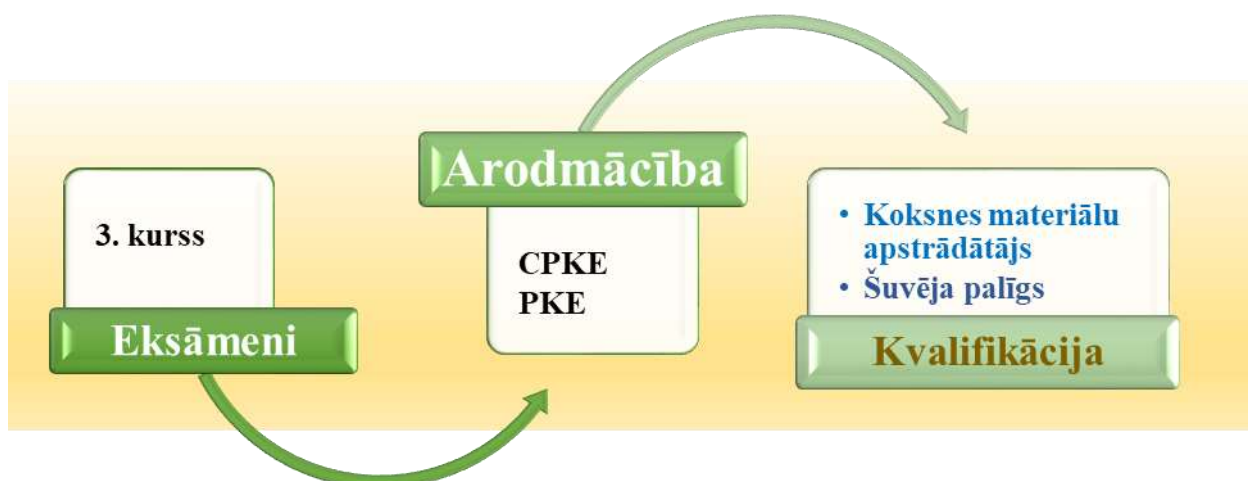 3. kurss
Eksāmeni
Arodmācība
CPKE
PKE
• Koksnes materiālu
apstrādātājs
• Šuvēja palīgs
Kvalifikācija